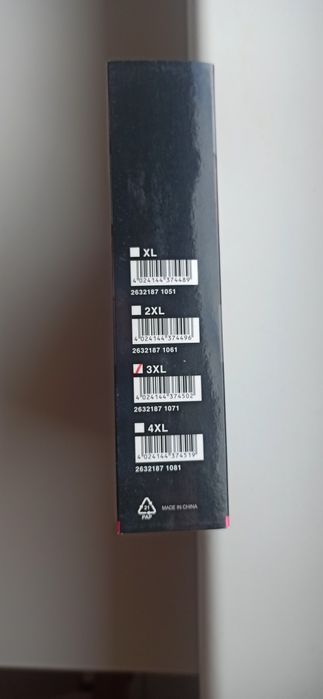 XL
4 024144 374489
2632187 1051
2XL
4 024144 374496
2632187 1061
3XL
4 024144 374502
2632187 1071
4XL
4 024144 374519
2632187 1081
21
PAP
MADE IN CHINA